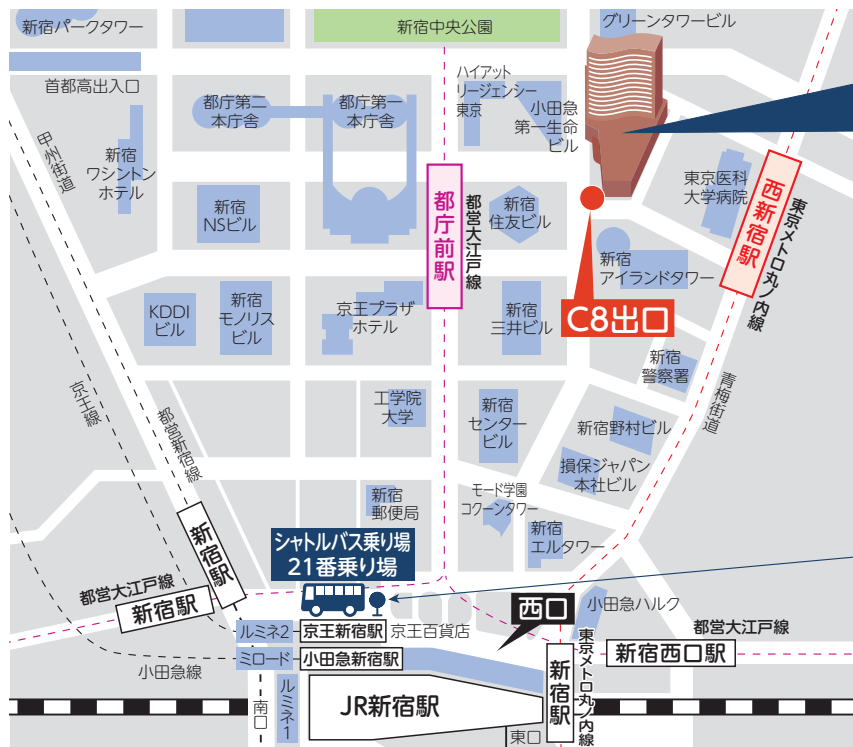 新宿パークタワー
新宿中央公園
グリーンタワービル
首都高出入口
都庁第二
本庁舎
都庁第一
本庁舎
ハイアット
リージェンシー
東京
小田急
第一生命
ビル
甲州街道
新宿
ワシントン
ホテル
新宿
NSビル
都庁前駅
都営大江戸線
新宿
住友ビル
東京医科
大学病院
西新宿駅
東京メトロ丸ノ内線
新宿
アイランドタワー
C8出口
KDDI
ビル
新宿
モノリス
ビル
京王プラザ
ホテル
新宿
三井ビル
新宿
警察署
青梅街道
京王線
都営新宿線
工学院
大学
新宿
センター
ビル
新宿野村ビル
損保ジャパン
本社ビル
新宿
郵便局
モード学園
コクーンタワー
新宿
エルタワー
シャトルバス乗り場
21番乗り場
新宿駅
都営大江戸線
新宿駅
西口
小田急ハルク
都営大江戸線
ルミネ2
京王新宿駅
京王百貨店
ミロード
小田急新宿駅
新宿駅
東京メトロ丸ノ内線
新宿西口駅
小田急線
南口
ルミネ1
JR新宿駅
東口